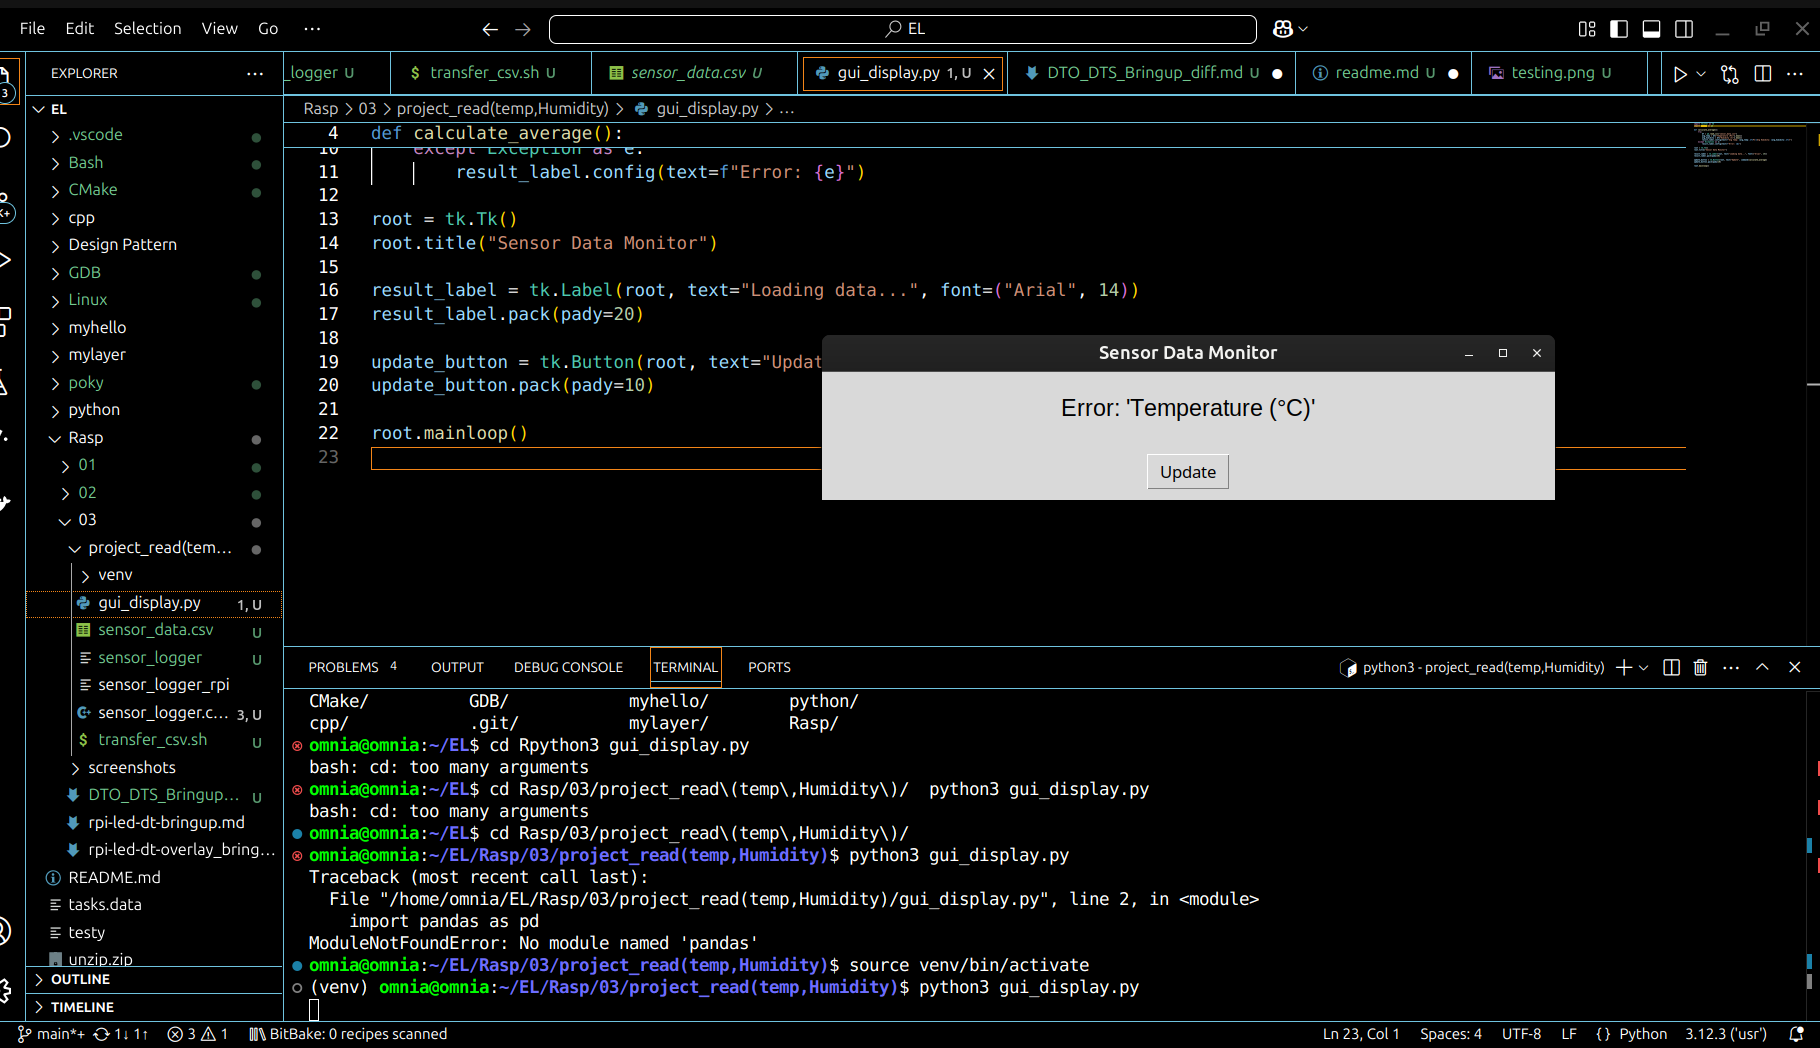 File Edit Selection View Go ...
EL
EXPLORER
_logger U
$ transfer_csv.sh U
sensor_data.csv U
gui_display.py 1, U
DTO_DTS_Bringup_diff.md U
readme.md U
testing.png U
EL
.vscode
Bash
CMake
cpp
Design Pattern
GDB
Linux
myhello
mylayer
poky
python
Rasp
01
02
03
project_read(tem...
venv
gui_display.py 1, U
sensor_data.csv U
sensor_logger U
sensor_logger_rpi
sensor_logger.c... 3, U
$ transfer_csv.sh U
screenshots
DTO_DTS_Bringup... U
rpi-led-dt-bringup.md
rpi-led-dt-overlay_bring...
README.md
tasks.data
testy
unzip.zip
OUTLINE
TIMELINE
Rasp > 03 > project_read(temp,Humidity) > gui_display.py > ...
4 def calculate_average():
10 except Exception as e:
11 result_label.config(text=f"Error: {e}")
12
13 root = tk.Tk()
14 root.title("Sensor Data Monitor")
15
16 result_label = tk.Label(root, text="Loading data...", font=("Arial", 14))
17 result_label.pack(pady=20)
18
19 update_button = tk.Button(root, text="Updat
20 update_button.pack(pady=10)
21
22 root.mainloop()
23
Sensor Data Monitor
Error: 'Temperature (°C)'
Update
PROBLEMS 4 OUTPUT DEBUG CONSOLE TERMINAL PORTS
python3 - project_read(temp,Humidity)
CMake/ GDB/ myhello/ python/
cpp/ .git/ mylayer/ Rasp/
omnia@omnia:~/EL$ cd Rpython3 gui_display.py
bash: cd: too many arguments
omnia@omnia:~/EL$ cd Rasp/03/project_read\(temp\,Humidity\)/  python3 gui_display.py
bash: cd: too many arguments
omnia@omnia:~/EL$ cd Rasp/03/project_read\(temp\,Humidity\)/
omnia@omnia:~/EL/Rasp/03/project_read(temp,Humidity)$ python3 gui_display.py
Traceback (most recent call last):
File "/home/omnia/EL/Rasp/03/project_read(temp,Humidity)/gui_display.py", line 2, in <module>
import pandas as pd
ModuleNotFoundError: No module named 'pandas'
omnia@omnia:~/EL/Rasp/03/project_read(temp,Humidity)$ source venv/bin/activate
(venv) omnia@omnia:~/EL/Rasp/03/project_read(temp,Humidity)$ python3 gui_display.py
main*+ 1↓ 1↑ 3 1 BitBake: 0 recipes scanned
Ln 23, Col 1 Spaces: 4 UTF-8 LF {} Python 3.12.3 ('usr')